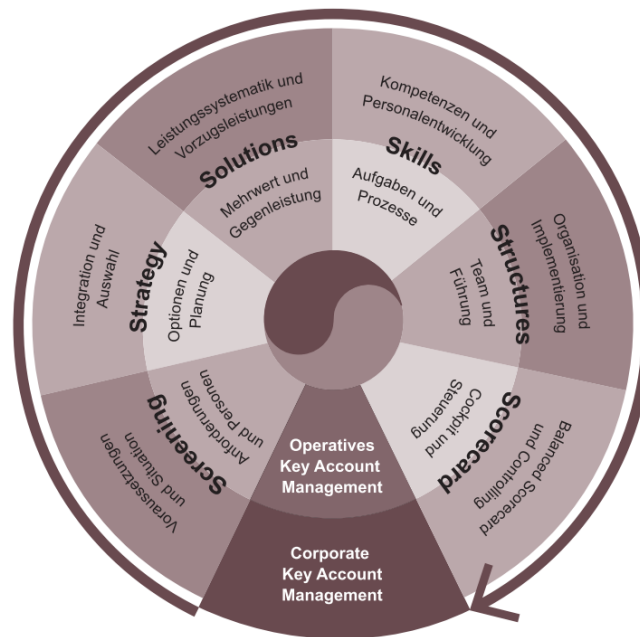 Voraussetzungen
und Situation
Screening
Anforderungen
und Personen
Integration und
Auswahl
Strategy
Optionen und
Planung
Leistungssystematik und
Vorzugsleistungen
Solutions
Mehrwert und
Gegenleistung
Kompetenzen und
Personalentwicklung
Skills
Aufgaben und
Prozesse
Organisation und
Implementierung
Structures
Team und
Führung
Balanced Scorecard
und Controlling
Scorecard
Cockpit und
Steuerung
Operatives
Key Account
Management
Corporate
Key Account
Management